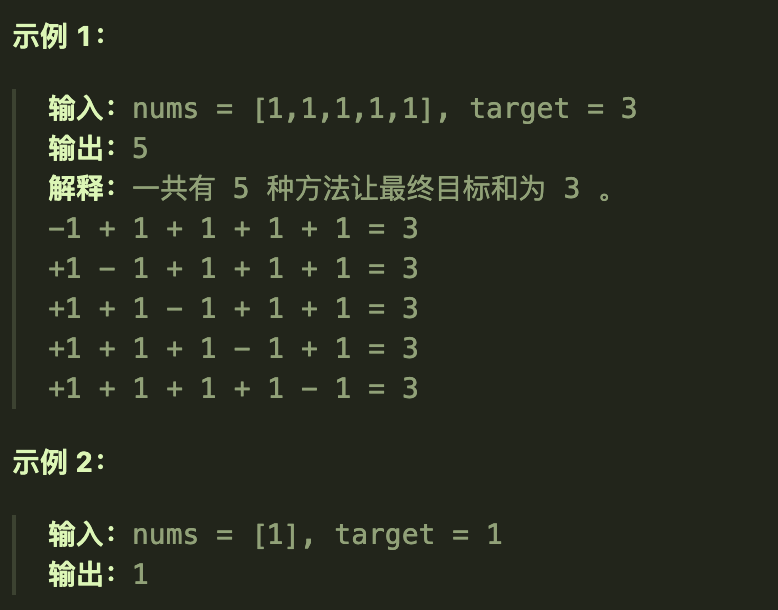 示例 1：
输入：nums = [1,1,1,1,1], target = 3
输出：5
解释：一共有 5 种方法让最终目标和为 3 。
-1 + 1 + 1 + 1 + 1 = 3
+1 - 1 + 1 + 1 + 1 = 3
+1 + 1 - 1 + 1 + 1 = 3
+1 + 1 + 1 - 1 + 1 = 3
+1 + 1 + 1 + 1 - 1 = 3
示例 2：
输入：nums = [1], target = 1
输出：1